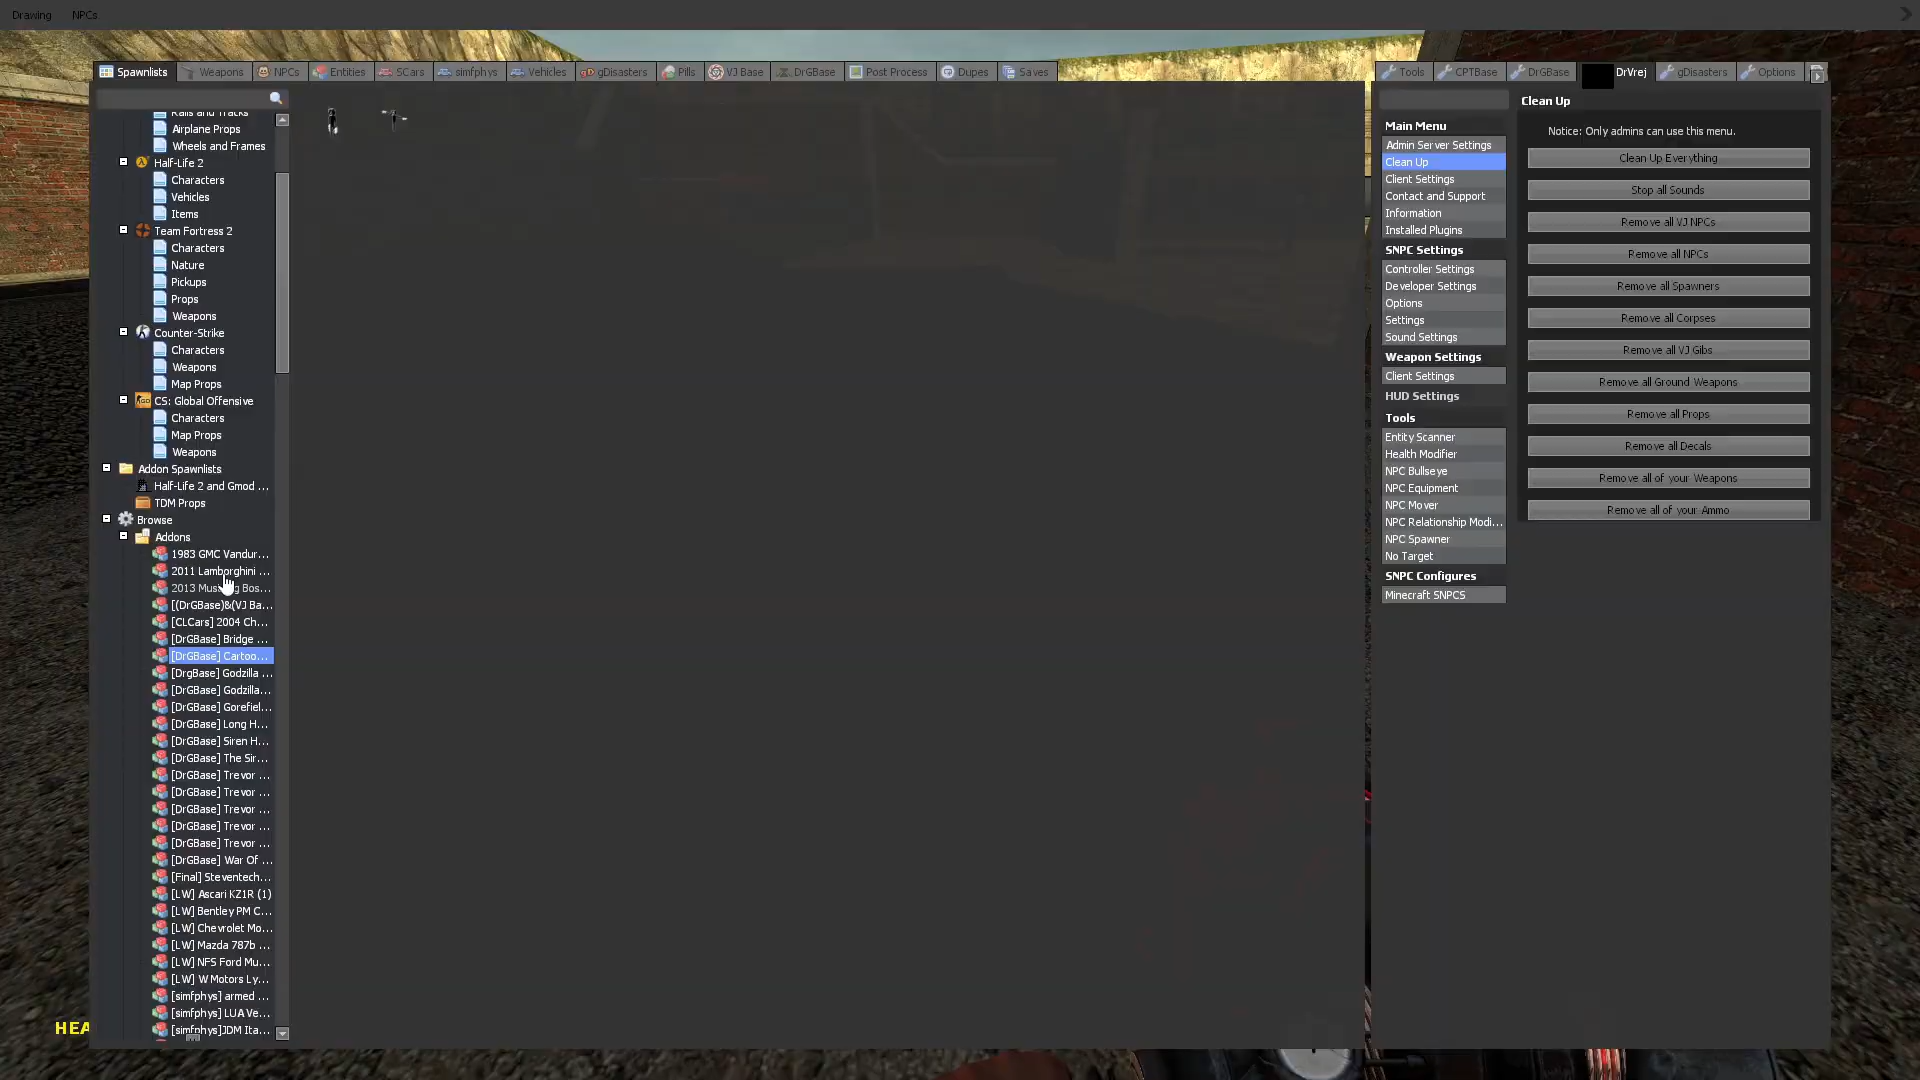 Drawing NPCs
Spawnlists Weapons NPCs Entities SCars simfphys Vehicles gDisasters Pills VJ Base DrGBase Post Process Dupes Saves
Rails and Tracks
Airplane Props
Wheels and Frames
Half-Life 2
Characters
Vehicles
Items
Team Fortress 2
Characters
Nature
Pickups
Props
Weapons
Counter-Strike
Characters
Weapons
Map Props
CS: Global Offensive
Characters
Map Props
Weapons
Addon Spawnlists
Half-Life 2 and Gmod ...
TDM Props
Browse
Addons
1983 GMC Vandur...
2011 Lamborghini ...
2013 Mustang Bos...
[(DrGBase)&(VJ Ba...
[CLCars] 2004 Ch...
[DrGBase] Bridge ...
[DrGBase] Cartoo...
[DrgBase] Godzilla ...
[DrGBase] Godzilla...
[DrGBase] Gorefiel...
[DrGBase] Long H...
[DrGBase] Siren H...
[DrGBase] The Sir...
[DrGBase] Trevor ...
[DrGBase] Trevor ...
[DrGBase] Trevor ...
[DrGBase] Trevor ...
[DrGBase] Trevor ...
[DrGBase] War Of ...
[Final] Steventech...
[LW] Ascari KZ1R (1)
[LW] Bentley PM C...
[LW] Chevrolet Mo...
[LW] Mazda 787b ...
[LW] NFS Ford Mu...
[LW] W Motors Ly...
[simfphys] armed ...
[simfphys] LUA Ve...
[simfphys]JDM Ita...
HEA
Tools CPTBase DrGBase DrVrej gDisasters Options
Main Menu
Admin Server Settings
Clean Up
Client Settings
Contact and Support
Information
Installed Plugins
SNPC Settings
Controller Settings
Developer Settings
Options
Settings
Sound Settings
Weapon Settings
Client Settings
HUD Settings
Tools
Entity Scanner
Health Modifier
NPC Bullseye
NPC Equipment
NPC Mover
NPC Relationship Modi...
NPC Spawner
No Target
SNPC Configures
Minecraft SNPCS
Clean Up
Notice: Only admins can use this menu.
Clean Up Everything
Stop all Sounds
Remove all VJ NPCs
Remove all NPCs
Remove all Spawners
Remove all Corpses
Remove all VJ Gibs
Remove all Ground Weapons
Remove all Props
Remove all Decals
Remove all of your Weapons
Remove all of your Ammo